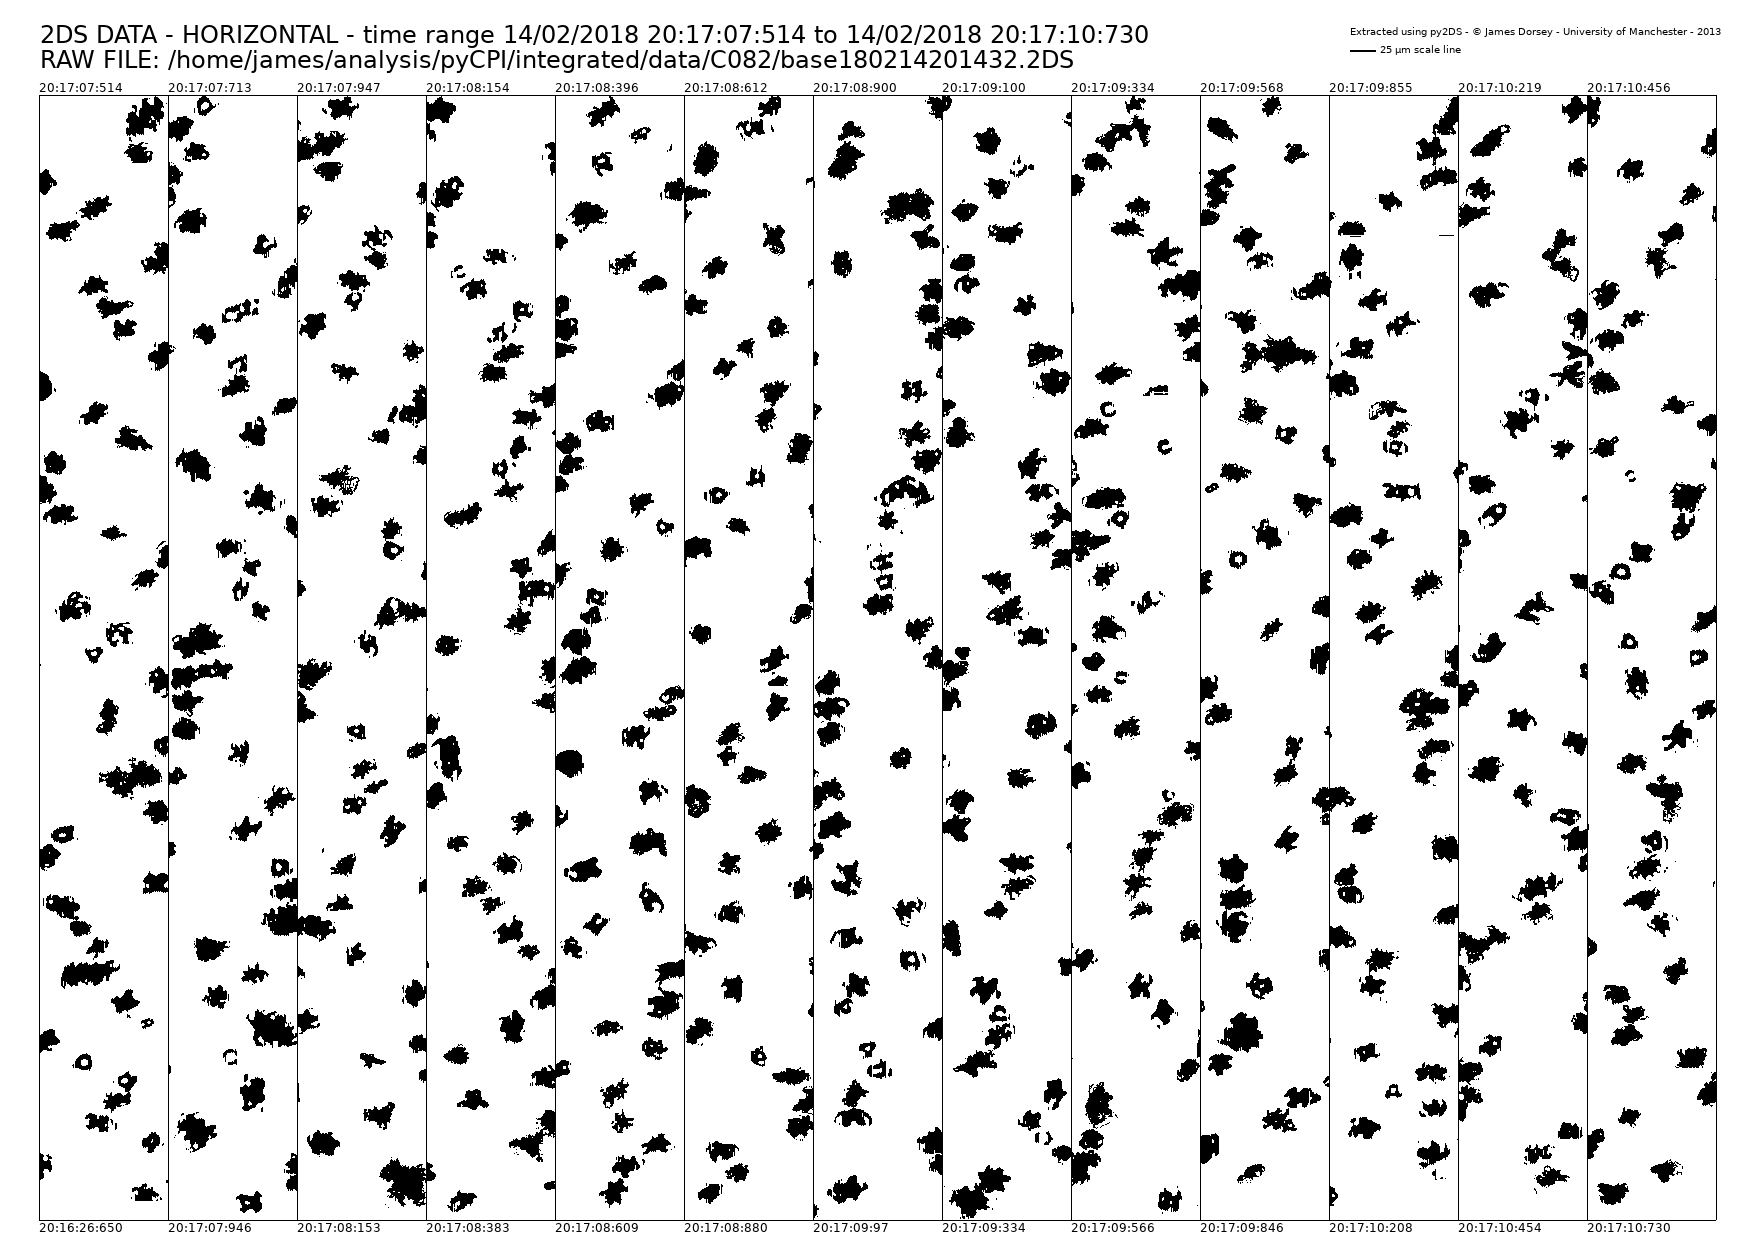 2DS DATA - HORIZONTAL - time range 14/02/2018 20:17:07:514 to 14/02/2018 20:17:10:730
RAW FILE: /home/james/analysis/pyCPI/integrated/data/C082/base180214201432.2DS
Extracted using py2DS - © James Dorsey - University of Manchester - 2013
25 µm scale line
20:17:07:514 20:17:07:713 20:17:07:947 20:17:08:154 20:17:08:396 20:17:08:612 20:17:08:900 20:17:09:100 20:17:09:334 20:17:09:568 20:17:09:855 20:17:10:219 20:17:10:456
20:16:26:650 20:17:07:946 20:17:08:153 20:17:08:383 20:17:08:609 20:17:08:880 20:17:09:97 20:17:09:334 20:17:09:566 20:17:09:846 20:17:10:208 20:17:10:454 20:17:10:730